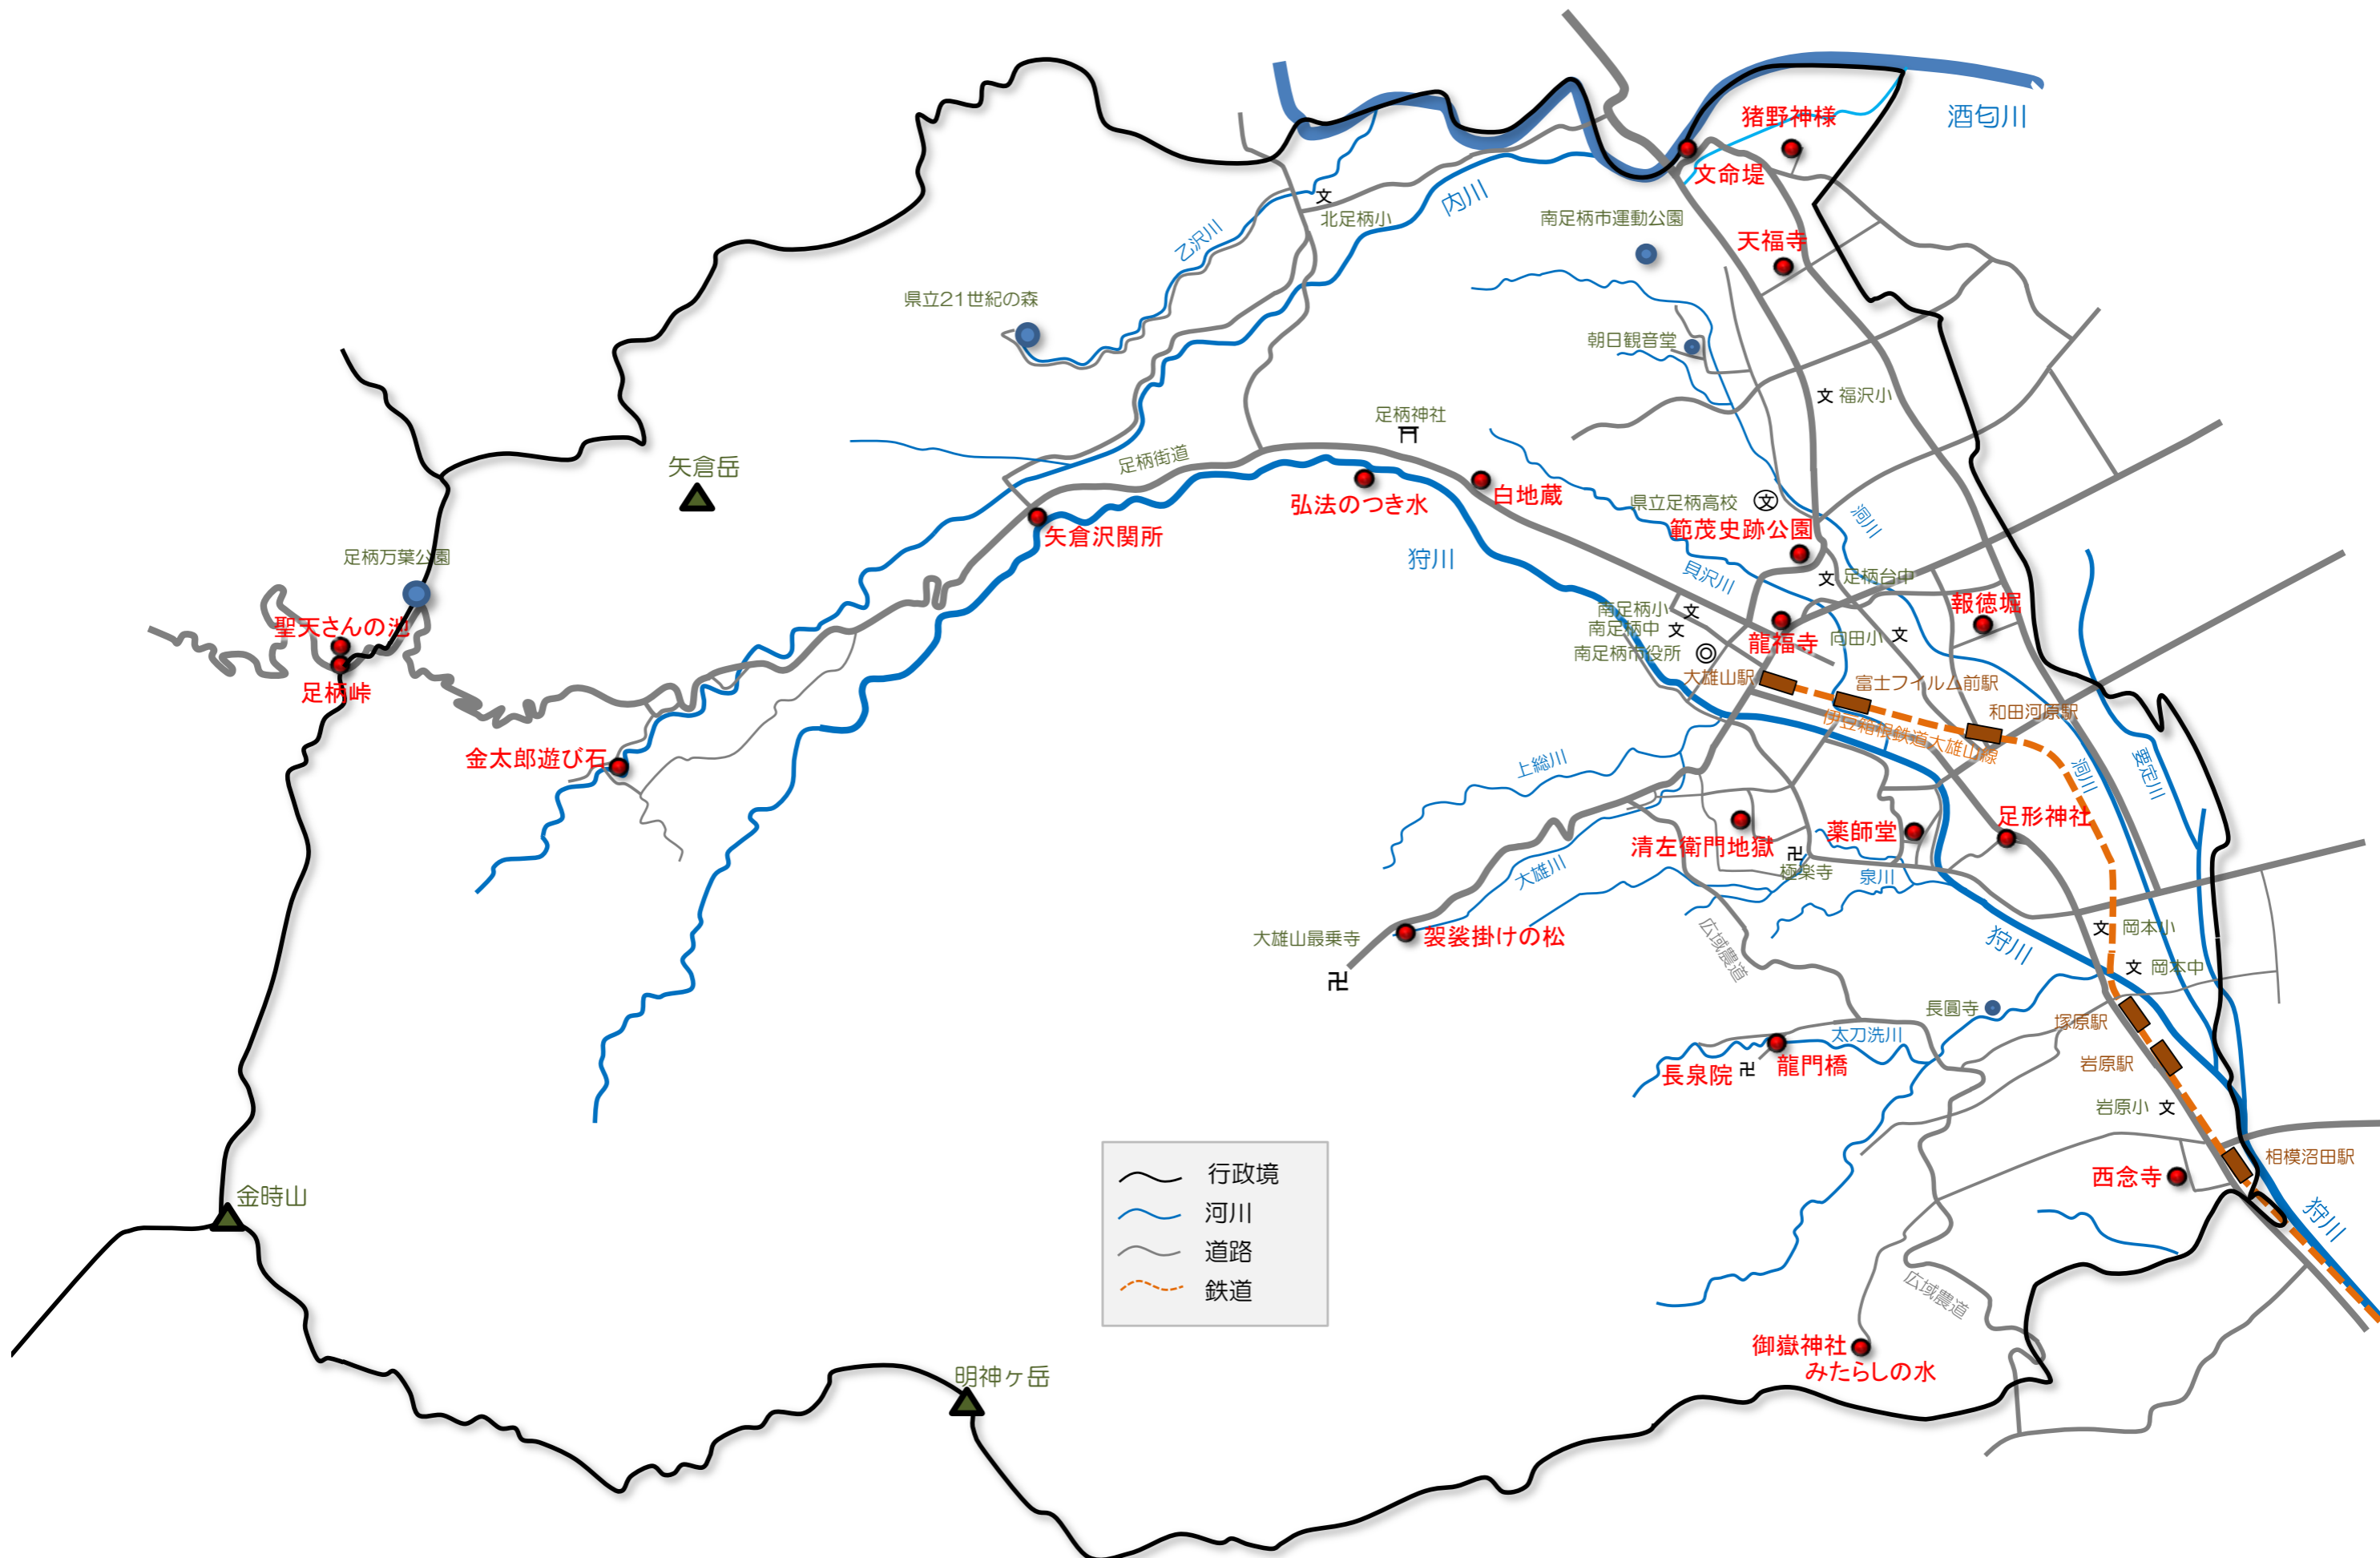 酒匂川
猪野神様
文命堤
内川
北足柄小
南足柄市運動公園
乙沢川
天福寺
県立21世紀の森
朝日観音堂
福沢小
足柄神社
足柄街道
矢倉岳
白地蔵
弘法のつき水
県立足柄高校
文
範茂史跡公園
洞川
矢倉沢関所
狩川
足柄万葉公園
貝沢川
足柄台中
報徳堀
南足柄小
聖天さんの池
南足柄中
向田小
龍福寺
南足柄市役所
足柄峠
大雄山駅
富士フイルム前駅
和田河原駅
伊豆箱根鉄道大雄山線
金太郎遊び石
上総川
洞川
要定川
足形神社
薬師堂
清左衛門地獄
極楽寺
大雄川
泉川
大雄山最乗寺
袈裟掛けの松
広域農道
狩川
岡本小
岡本中
長圓寺
塚原駅
太刀洗川
岩原駅
長泉院
龍門橋
岩原小
相模沼田駅
西念寺
行政境
金時山
河川
狩川
道路
鉄道
広域農道
御嶽神社
みたらしの水
明神ヶ岳